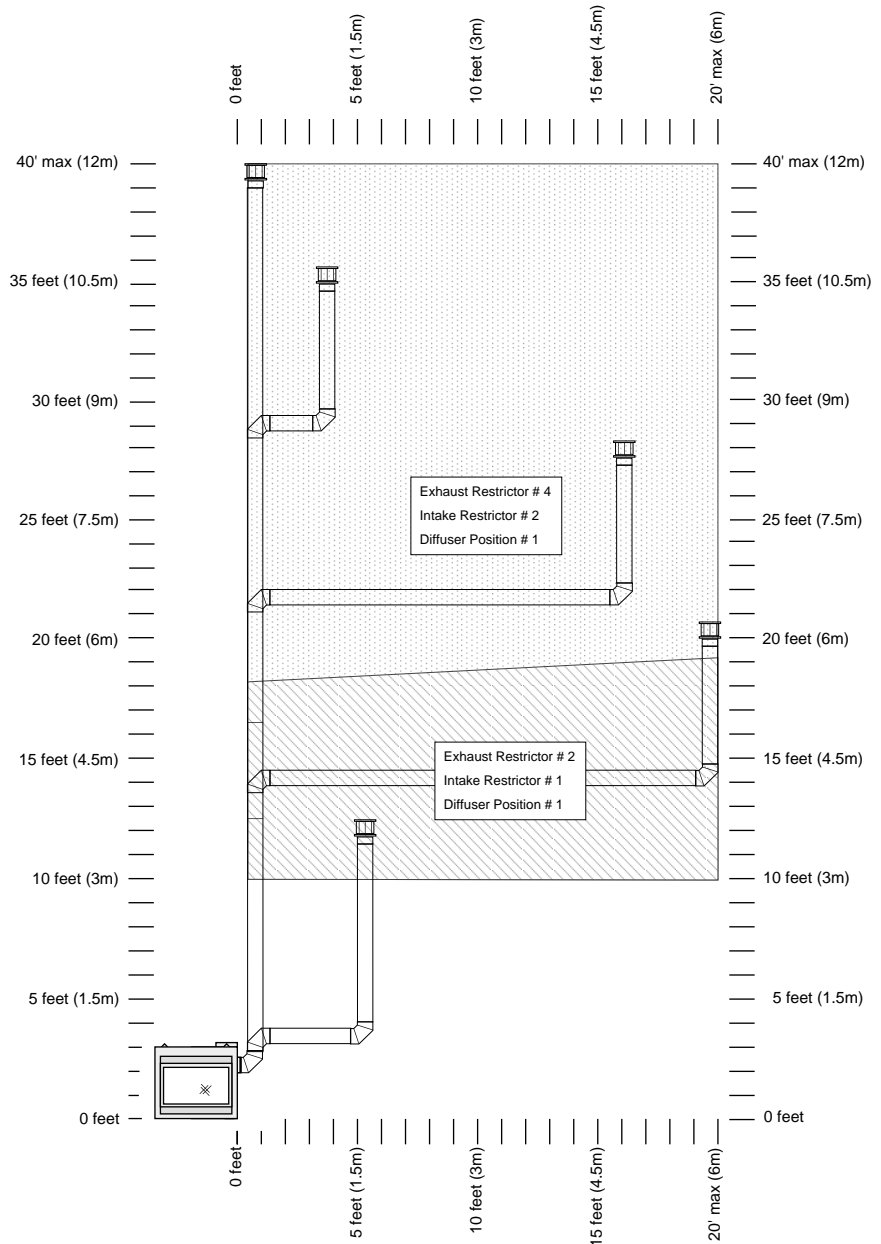 0 feet
5 feet (1.5m)
10 feet (3m)
15 feet (4.5m)
20' max (6m)
40' max (12m)
40' max (12m)
35 feet (10.5m)
35 feet (10.5m)
30 feet (9m)
30 feet (9m)
Exhaust Restrictor # 4
Intake Restrictor # 2
Diffuser Position # 1
25 feet (7.5m)
25 feet (7.5m)
20 feet (6m)
20 feet (6m)
Exhaust Restrictor # 2
Intake Restrictor # 1
Diffuser Position # 1
15 feet (4.5m)
15 feet (4.5m)
10 feet (3m)
10 feet (3m)
5 feet (1.5m)
5 feet (1.5m)
0 feet
0 feet
0 feet
5 feet (1.5m)
10 feet (3m)
15 feet (4.5m)
20' max (6m)